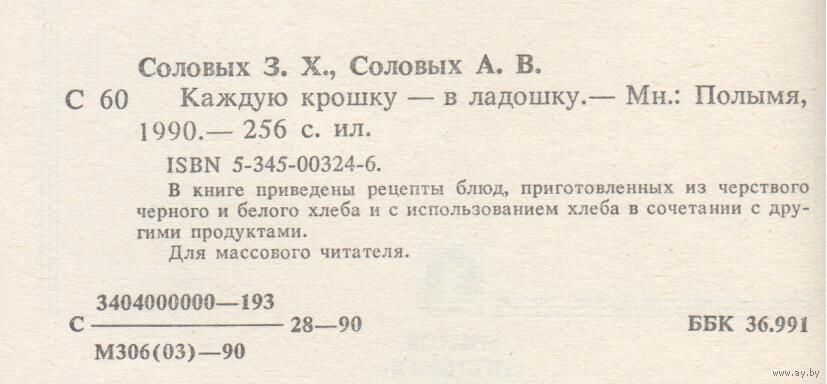 Соловых З. Х., Соловых А. В.
С 60 Каждую крошку — в ладошку.— Мн.: Полымя,
1990.— 256 с. ил.
ISBN 5-345-00324-6.
В книге приведены рецепты блюд, приготовленных из черствого
черного и белого хлеба и с использованием хлеба в сочетании с дру-
гими продуктами.
Для массового читателя.
3404000000—193
С 28—90 ББК 36.991
М306(03)—90
www.ay.by